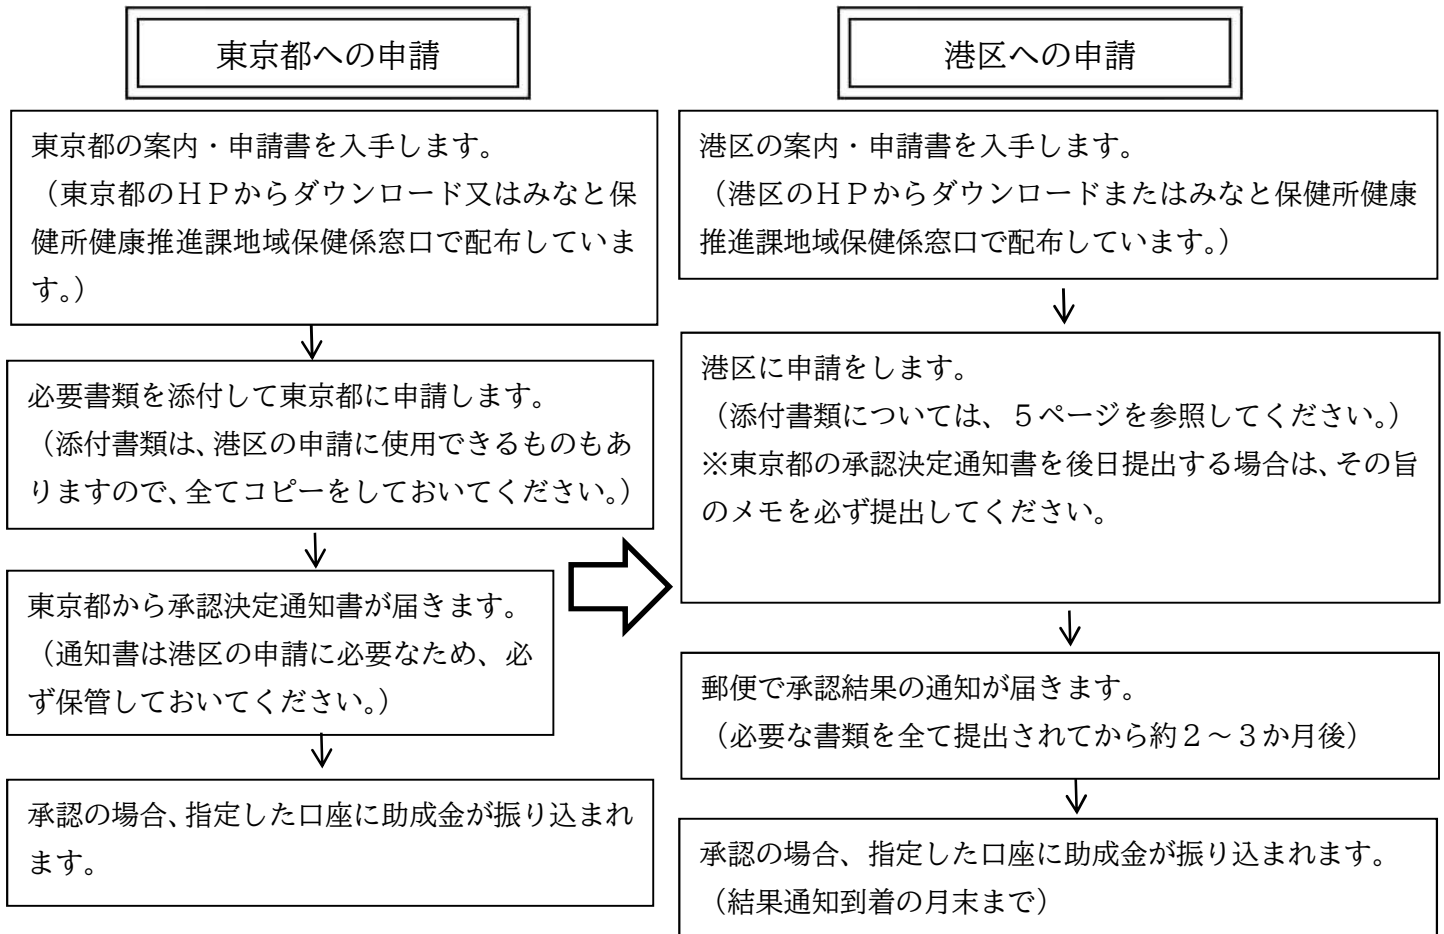 東京都への申請
東京都の案内・申請書を入手します。
（東京都のＨＰからダウンロード又はみなと保
健所健康推進課地域保健係窓口で配布していま
す。）
必要書類を添付して東京都に申請します。
（添付書類は、港区の申請に使用できるものもあ
りますので、全てコピーをしておいてください。）
東京都から承認決定通知書が届きます。
（通知書は港区の申請に必要なため、必
ず保管しておいてください。）
承認の場合、指定した口座に助成金が振り込まれ
ます。
港区への申請
港区の案内・申請書を入手します。
（港区のＨＰからダウンロードまたはみなと保健所健康
推進課地域保健係窓口で配布しています。）
港区に申請をします。
（添付書類については、５ページを参照してください。）
※東京都の承認決定通知書を後日提出する場合は、その旨
のメモを必ず提出してください。
郵便で承認結果の通知が届きます。
（必要な書類を全て提出されてから約２～３か月後）
承認の場合、指定した口座に助成金が振り込まれます。
（結果通知到着の月末まで）